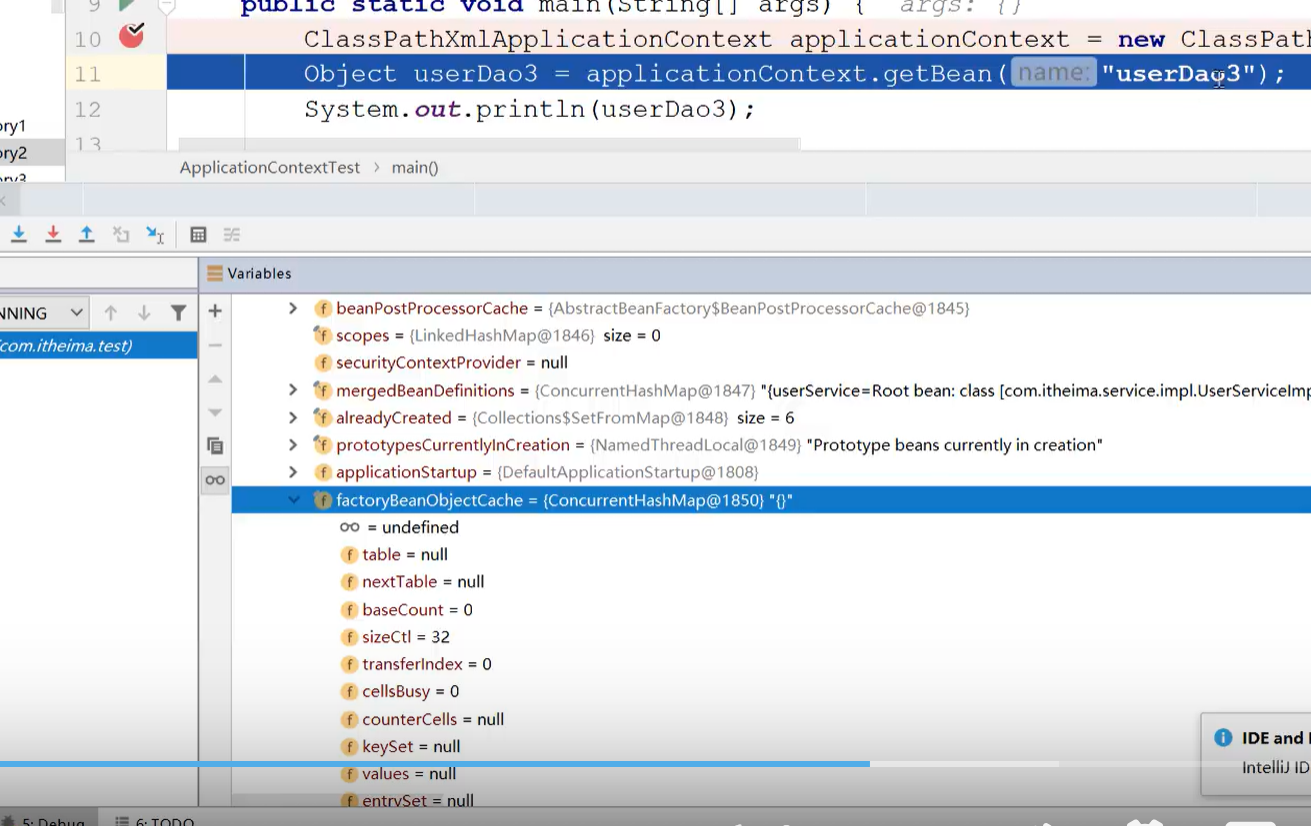 9 public static void main(String[] args) { args: {}
10 ClassPathXmlApplicationContext applicationContext = new ClassPath
11 Object userDao3 = applicationContext.getBean( name: "userDao3");
12 System.out.println(userDao3);
13
ory1
ory2
ory3
ApplicationContextTest > main()
Variables
NNING
com.itheima.test)
beanPostProcessorCache = {AbstractBeanFactory$BeanPostProcessorCache@1845}
scopes = {LinkedHashMap@1846} size = 0
securityContextProvider = null
mergedBeanDefinitions = {ConcurrentHashMap@1847} "{userService=Root bean: class [com.itheima.service.impl.UserServiceImp
alreadyCreated = {Collections$SetFromMap@1848} size = 6
prototypesCurrentlyInCreation = {NamedThreadLocal@1849} "Prototype beans currently in creation"
applicationStartup = {DefaultApplicationStartup@1808}
factoryBeanObjectCache = {ConcurrentHashMap@1850} "{}"
= undefined
table = null
nextTable = null
baseCount = 0
sizeCtl = 32
transferIndex = 0
cellsBusy = 0
counterCells = null
keySet = null
values = null
entrySet = null
IDE and
IntelliJ ID
5: Debug
6: TODO